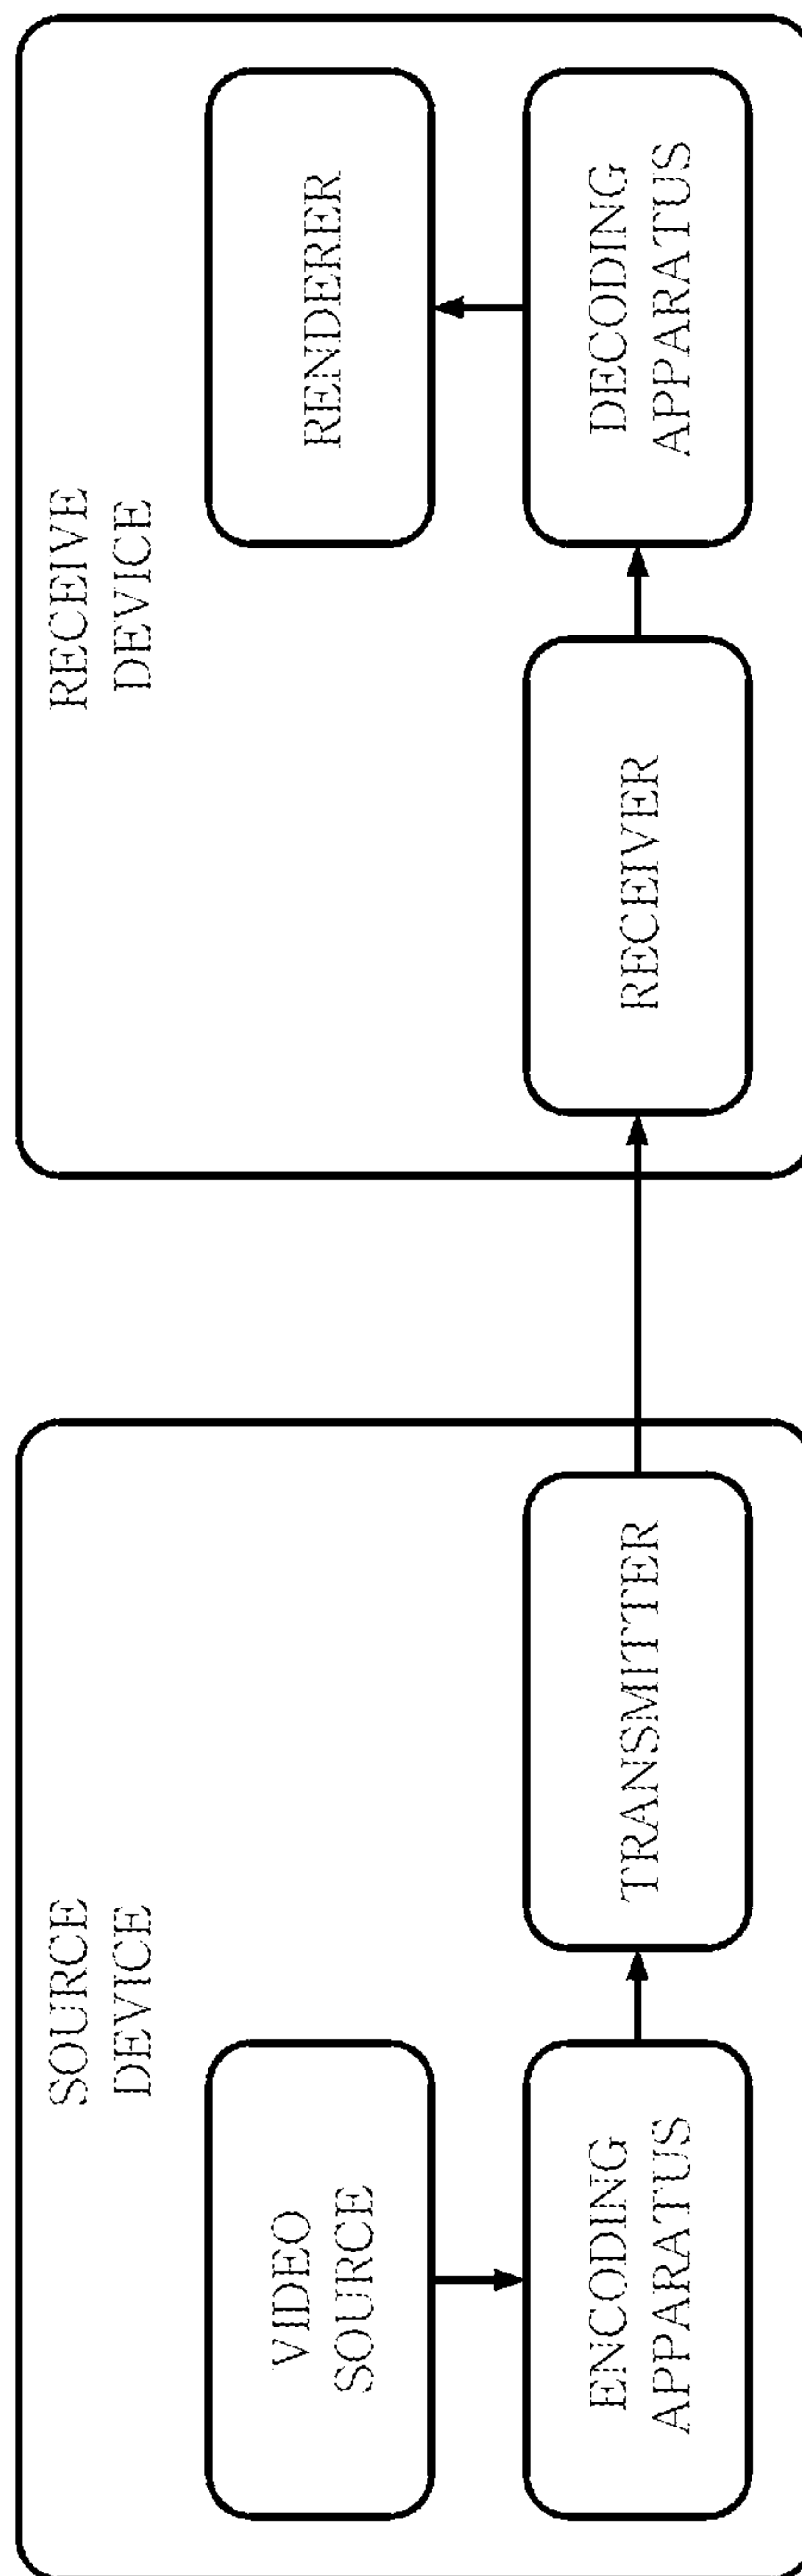 SOURCE
DEVICE
VIDEO
SOURCE
ENCODING
APPARATUS
TRANSMITTER
RECEIVE
DEVICE
RENDERER
RECEIVER
DECODING
APPARATUS